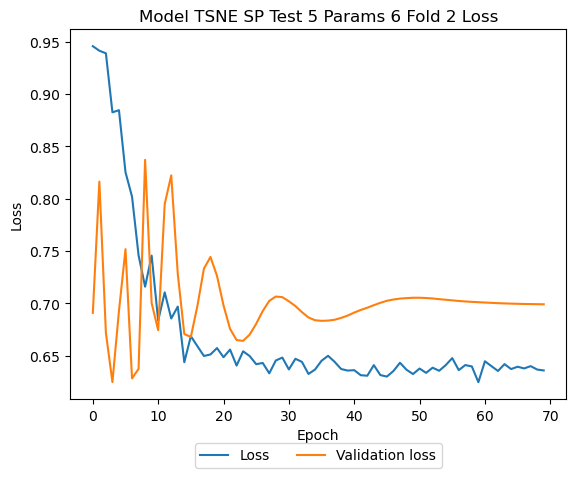 Model TSNE SP Test 5 Params 6 Fold 2 Loss
0.95
0.90
0.85
0.80
0.75
0.70
0.65
Loss
0 10 20 30 40 50 60 70
Epoch
Loss Validation loss